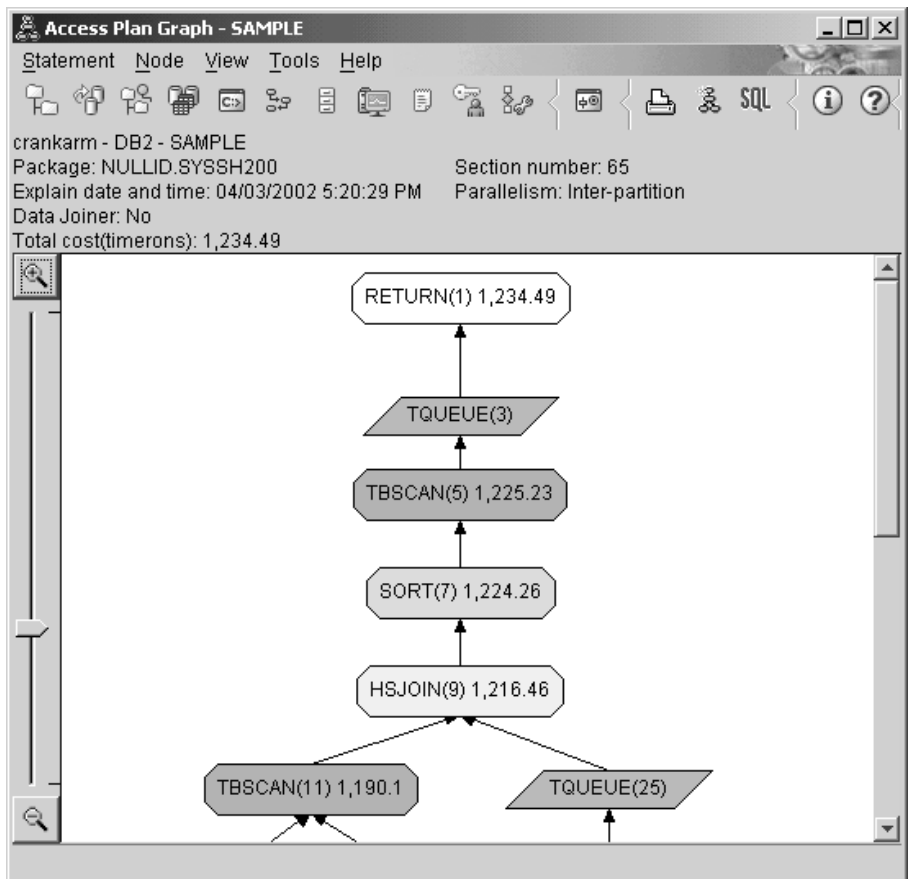 Access Plan Graph - SAMPLE
Statement Node View Tools Help
C:>
SQL
i ?
crankarm - DB2 - SAMPLE
Package: NULLID.SYSSH200 Section number: 65
Explain date and time: 04/03/2002 5:20:29 PM Parallelism: Inter-partition
Data Joiner: No
Total cost(timerons): 1,234.49
RETURN(1) 1,234.49
TQUEUE(3)
TBSCAN(5) 1,225.23
SORT(7) 1,224.26
HSJOIN(9) 1,216.46
TBSCAN(11) 1,190.1 TQUEUE(25)